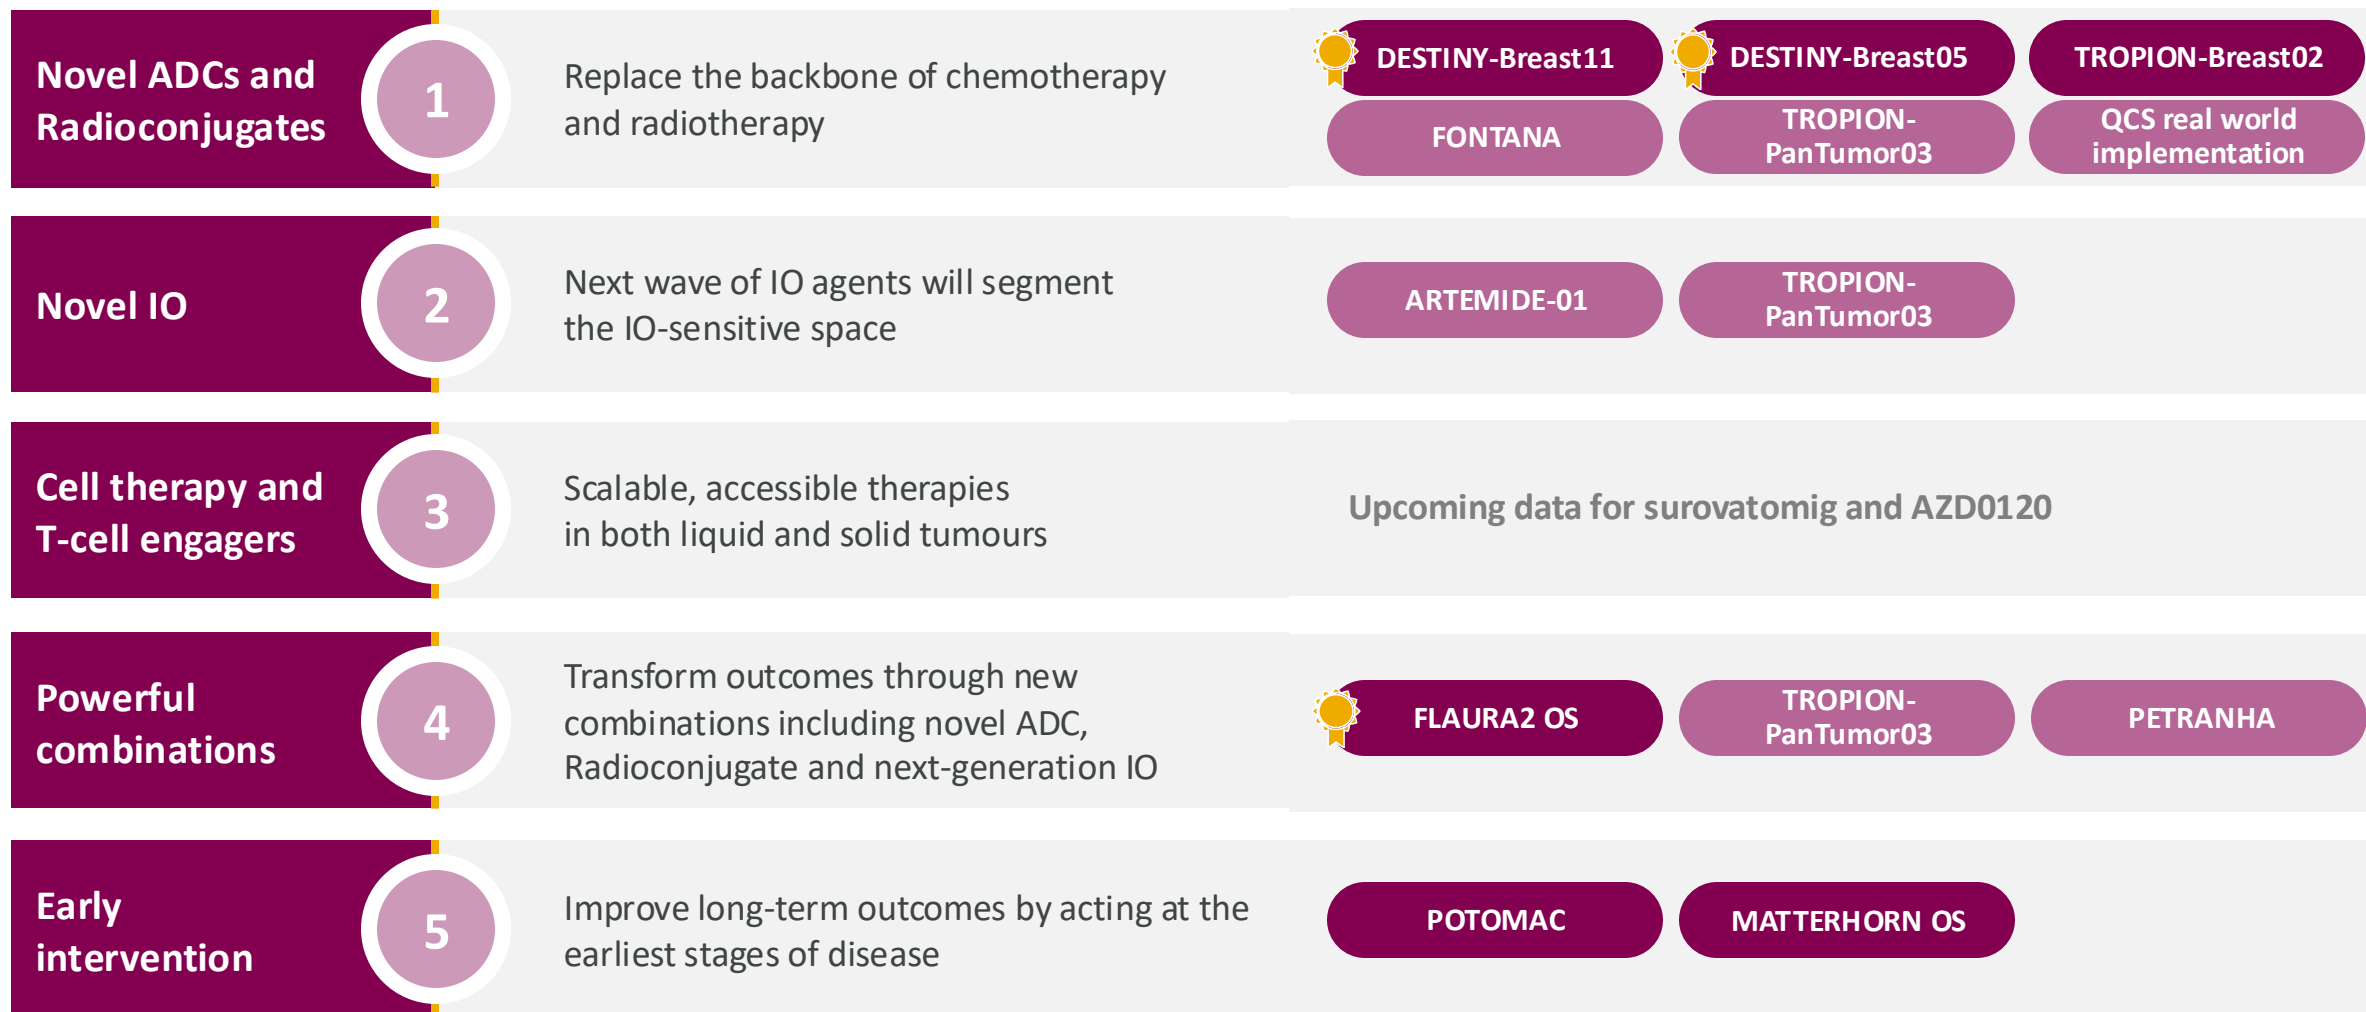 Novel ADCs and
Radioconjugates
1
Replace the backbone of chemotherapy
and radiotherapy
DESTINY-Breast11
DESTINY-Breast05
TROPION-Breast02
FONTANA
TROPION-
PanTumor03
QCS real world
implementation
Novel IO
2
Next wave of IO agents will segment
the IO-sensitive space
ARTEMIDE-01
TROPION-
PanTumor03
Cell therapy and
T-cell engagers
3
Scalable, accessible therapies
in both liquid and solid tumours
Upcoming data for surovatomig and AZD0120
Powerful
combinations
4
Transform outcomes through new
combinations including novel ADC,
Radioconjugate and next-generation IO
FLAURA2 OS
TROPION-
PanTumor03
PETRANHA
Early
intervention
5
Improve long-term outcomes by acting at the
earliest stages of disease
POTOMAC
MATTERHORN OS